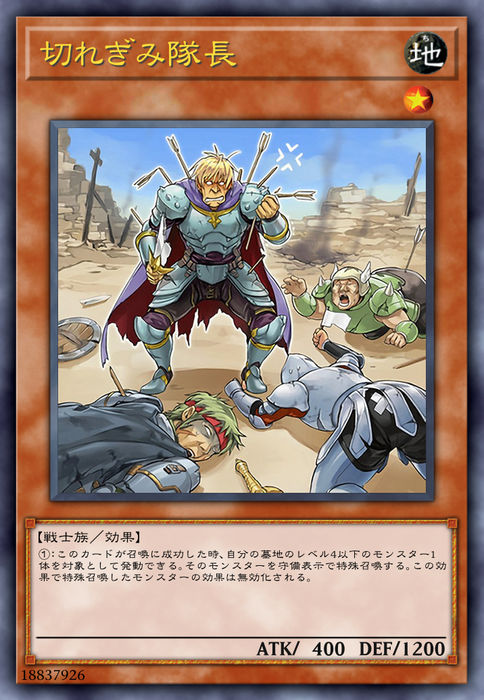 切れぎみ隊長
ち
地
【戦士族／効果】
①：このカードが召喚に成功した時、自分の墓地のレベル4以下のモンスター1
体を対象として発動できる。そのモンスターを守備表示で特殊召喚する。この効
果で特殊召喚したモンスターの効果は無効化される。
ATK/ 400 DEF/1200
18837926